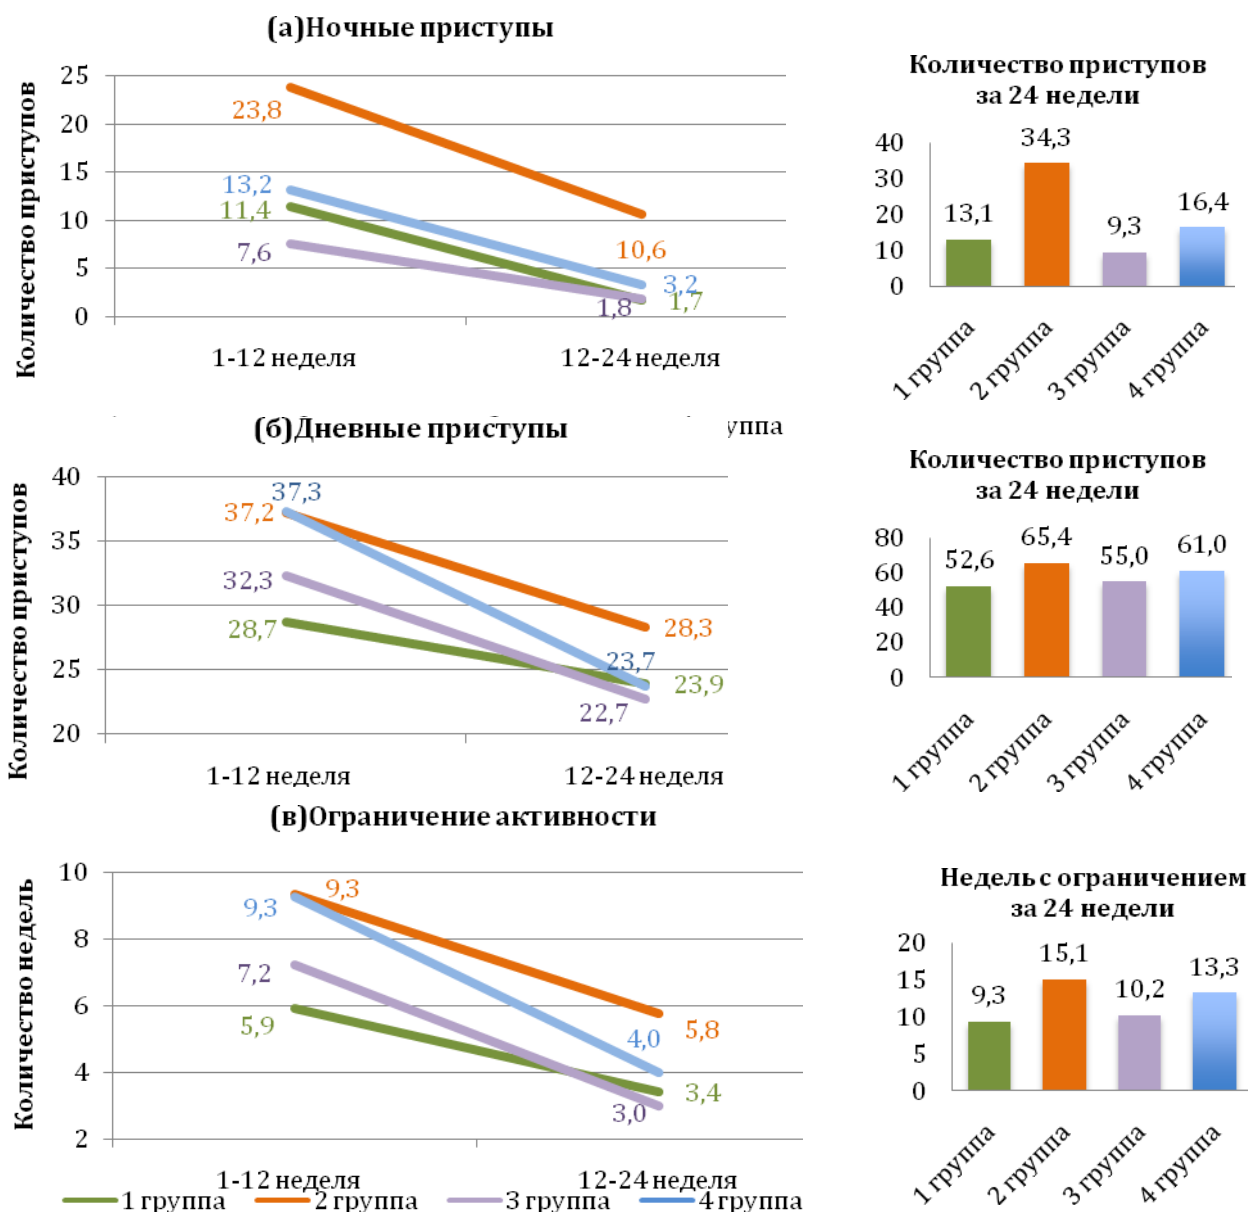 (а)Ночные приступы
Количество приступов
25
20
15
10
5
0
23,8
13,2
11,4
7,6
10,6
3,2
1,7
1,8
1-12 неделя
12-24 неделя
Количество приступов
за 24 недели
40
30
20
10
0
13,1
34,3
9,3
16,4
1 группа
2 группа
3 группа
4 группа
(б)Дневные приступы
уппа
Количество приступов
40
35
30
25
20
37,3
37,2
32,3
28,7
28,3
23,7
23,9
22,7
1-12 неделя
12-24 неделя
Количество приступов
за 24 недели
80
60
40
20
0
52,6
65,4
55,0
61,0
1 группа
2 группа
3 группа
4 группа
(в)Ограничение активности
Количество недель
10
8
6
4
2
9,3
9,3
7,2
5,9
5,8
4,0
3,4
3,0
1-12 неделя
12-24 неделя
1 группа
2 группа
3 группа
4 группа
Недель с ограничением
за 24 недели
20
15
10
5
0
9,3
15,1
10,2
13,3
1 группа
2 группа
3 группа
4 группа